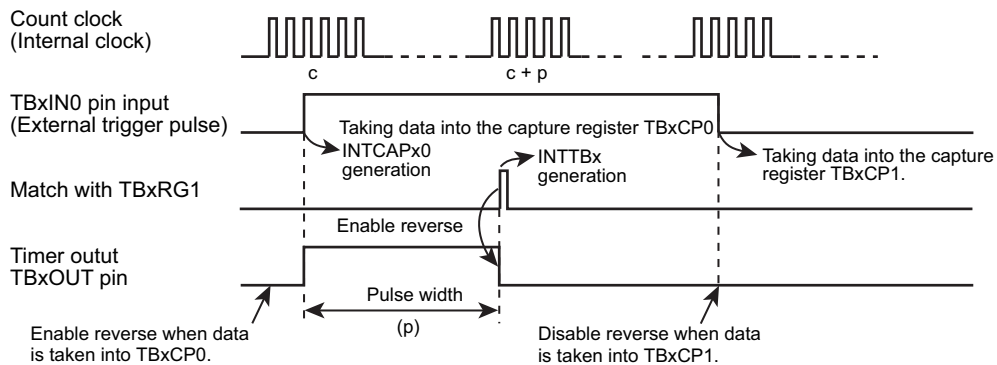 Count clock
(Internal clock)
c
c + p
TBxIN0 pin input
(External trigger pulse)
Taking data into the capture register TBxCP0
INTCAPx0
generation
INTTBx
generation
Taking data into the capture
register TBxCP1.
Match with TBxRG1
Enable reverse
Timer outut
TBxOUT pin
Pulse width
(p)
Enable reverse when data
is taken into TBxCP0.
Disable reverse when data
is taken into TBxCP1.